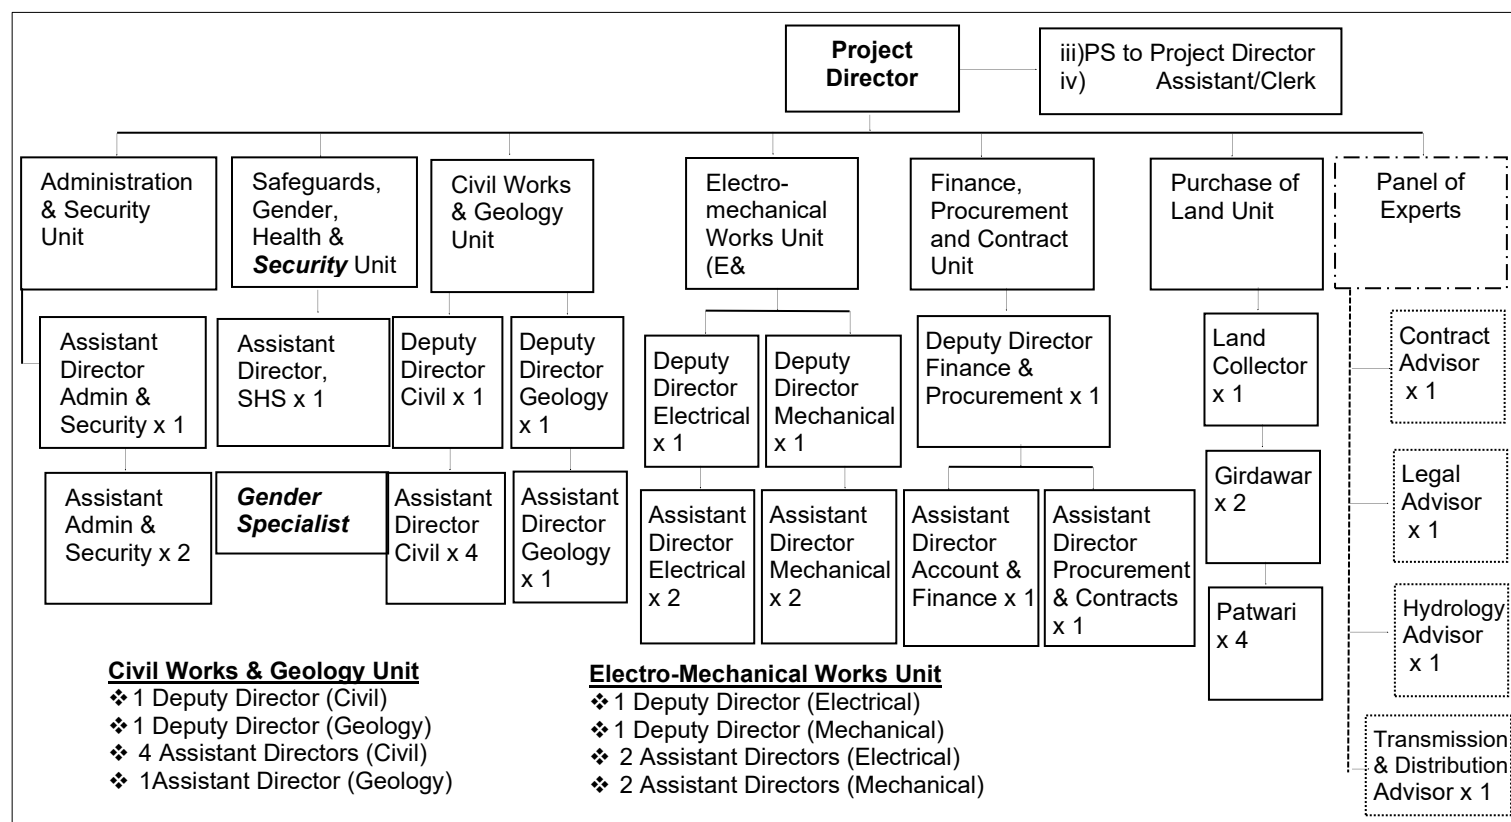 Project
Director
iii)PS to Project Director
iv) Assistant/Clerk
Administration
& Security
Unit
Safeguards,
Gender,
Health &
Security Unit
Civil Works
& Geology
Unit
Electro-
mechanical
Works Unit
(E&
Finance,
Procurement
and Contract
Unit
Purchase of
Land Unit
Panel of
Experts
Assistant
Director
Admin &
Security x 1
Assistant
Director,
SHS x 1
Deputy
Director
Civil x 1
Deputy
Director
Geology
x 1
Deputy
Director
Electrical
x 1
Deputy
Director
Mechanical
x 1
Deputy Director
Finance &
Procurement x 1
Land
Collector
x 1
Contract
Advisor
x 1
Assistant
Admin &
Security x 2
Gender
Specialist
Assistant
Director
Civil x 4
Assistant
Director
Geology
x 1
Assistant
Director
Electrical
x 2
Assistant
Director
Mechanical
x 2
Assistant
Director
Account &
Finance x 1
Assistant
Director
Procurement
& Contracts
x 1
Girdawar
x 2
Legal
Advisor
x 1
Patwari
x 4
Hydrology
Advisor
x 1
Transmission
& Distribution
Advisor x 1
Civil Works & Geology Unit
❖ 1 Deputy Director (Civil)
❖ 1 Deputy Director (Geology)
❖ 4 Assistant Directors (Civil)
❖ 1Assistant Director (Geology)
Electro-Mechanical Works Unit
❖ 1 Deputy Director (Electrical)
❖ 1 Deputy Director (Mechanical)
❖ 2 Assistant Directors (Electrical)
❖ 2 Assistant Directors (Mechanical)